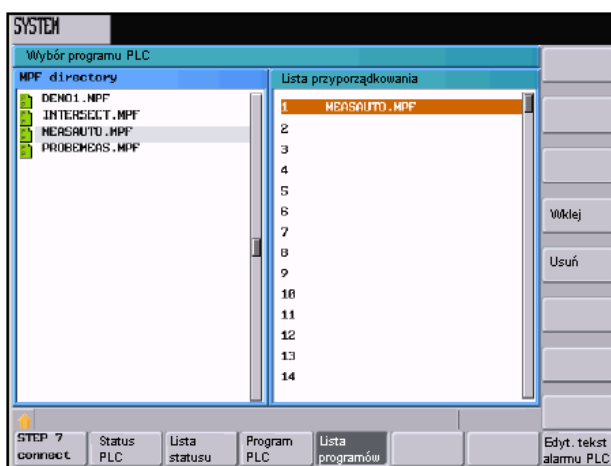 SYSTEM
Wybór programu PLC
MPF directory
DEMO1.MPF
INTERSECT.MPF
MEASAUTO.MPF
PROBEMEAS.MPF
Lista przyporządkowania
1 MEASAUTO.MPF
2
3
4
5
6
7
8
9
10
11
12
13
14
Wklej
Usuń
STEP 7
connect
Status
PLC
Lista
statusu
Program
PLC
Lista
programów
Edyt. tekst
alarmu PLC